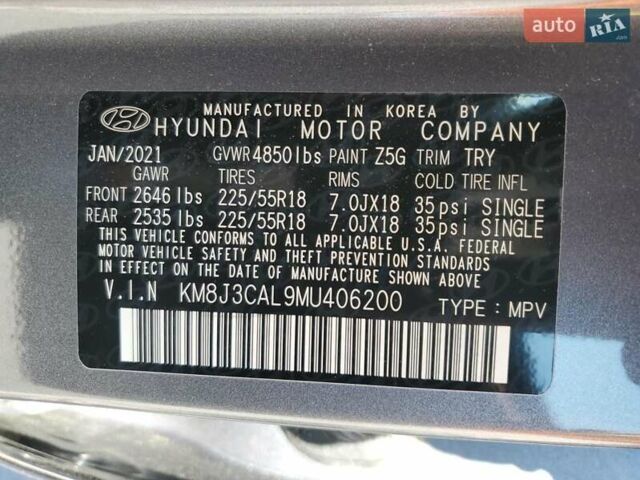 auto RIA .com
MANUFACTURED IN KOREA BY
HYUNDAI MOTOR COMPANY
JAN/2021 GVWR 4850 lbs PAINT Z5G TRIM TRY
GAWR TIRES RIMS COLD TIRE INFL
FRONT 2646 lbs 225/55R18 7.0JX18 35psi SINGLE
REAR 2535 lbs 225/55R18 7.0JX18 35psi SINGLE
THIS VEHICLE CONFORMS TO ALL APPLICABLE U.S.A. FEDERAL
MOTOR VEHICLE SAFETY AND THEFT PREVENTION STANDARDS
IN EFFECT ON THE DATE OF MANUFACTURE SHOWN ABOVE.
V.I.N KM8J3CAL9MU406200 TYPE : MPV